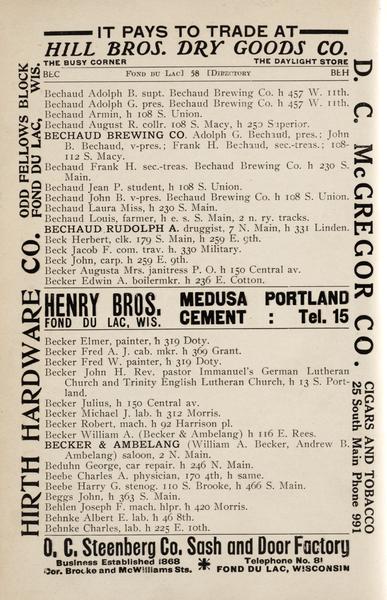 IT PAYS TO TRADE AT
HILL BROS. DRY GOODS CO.
THE BUSY CORNER THE DAYLIGHT STORE
BEC FOND DU LAC] 58 [DIRECTORY BEH
Bechaud Adolph B. supt. Bechaud Brewing Co. h 457 W. 11th.
Bechaud Adolph G. pres. Bechaud Brewing Co. h 457 W. 11th.
Bechaud Armin, h 108 S. Union.
Bechaud August R. collr. 108 S. Macy, h 250 Superior.
BECHAUD BREWING CO. Adolph G. Bechaud, pres.; John
B. Bechaud, v-pres.; Frank H. Bechaud, sec.-treas.; 108-
112 S. Macy.
Bechaud Frank H. sec.-treas. Bechaud Brewing Co. h 230 S.
Main.
Bechaud Jean P. student, h 108 S. Union.
Bechaud John B. v-pres. Bechaud Brewing Co. h 108 S. Union.
Bechaud Laura Miss, h 230 S. Main.
Bechaud Louis, farmer, h e. s. S. Main, 2 n. ry. tracks.
BECHAUD RUDOLPH A. druggist, 7 N. Main, h 331 Linden.
Beck Herbert, clk. 179 S. Main, h 259 E. 9th.
Beck Jacob F. com. trav. h. 330 Military.
Beck John, carp. h 259 E. 9th.
Becker Augusta Mrs. janitress P. O. h 150 Central av.
Becker Edwin A. boilermkr. h 236 E. Cotton.
HENRY BROS. MEDUSA PORTLAND
FOND DU LAC, WIS. CEMENT : Tel. 15
Becker Elmer, painter, h 319 Doty.
Becker Fred A. J. cab. mkr. h 369 Grant.
Becker Fred W. painter, h 319 Doty.
Becker John H. Rev. pastor Immanuel's German Lutheran
Church and Trinity English Lutheran Church, h 13 S. Port-
land.
Becker Julius, h 150 Central av.
Becker Michael J. lab. h 312 Morris.
Becker Robert, mach. h 92 Harrison pl.
Becker William A. (Becker & Ambelang) h 116 E. Rees.
BECKER & AMBELANG (William A. Becker, Andrew B.
Ambelang) saloon, 2 N. Main.
Beduhn George, car repair. h 246 N. Main.
Beebe Charles A. physician, 170 4th, h same.
Beebe Harry G. stenog. 110 S. Brooke, h 466 S. Main.
Beggs John, h 363 S. Main.
Behlen Joseph F. mach. hlpr. h 420 Morris.
Behnke Albert E. lab. h 46 8th.
Behnke Charles, lab. h 225 E. 10th.
O. C. Steenberg Co. Sash and Door Factory
Business Established 1868 Telephone No. 81
Cor. Brooke and McWilliams Sts. * FOND DU LAC, WISCONSIN
HIRTH HARDWARE CO. ODD FELLOWS BLOCK
FOND DU LAC, WIS.
D. C. McGREGOR CO. CIGARS AND TOBACCO
25 South Main Phone 991